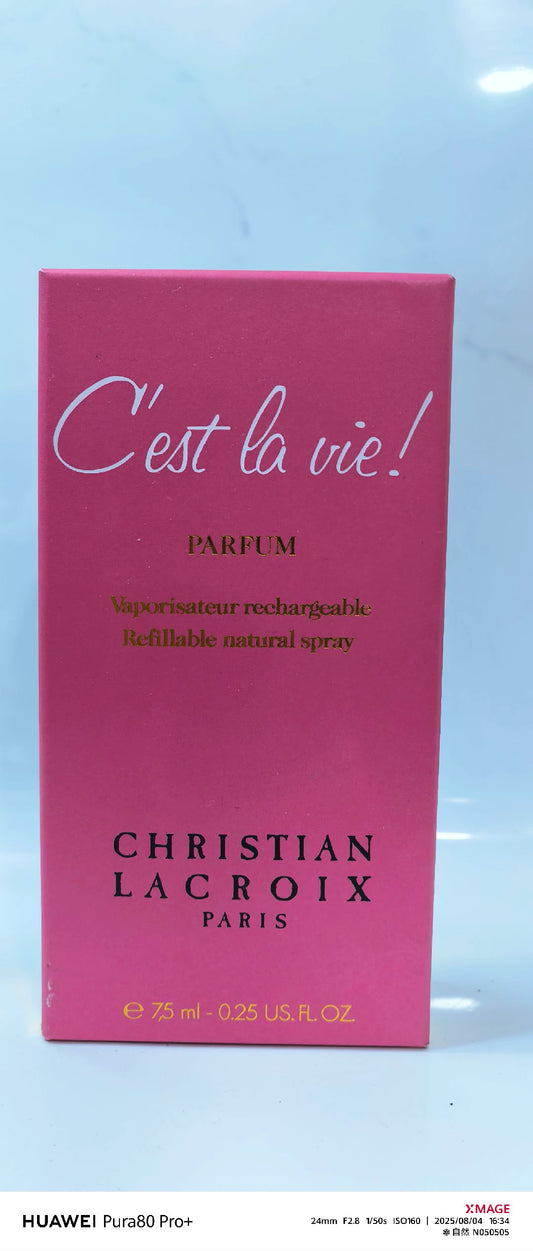 C'est la vie!
PARFUM
Vaporisateur rechargeable
Refillable natural spray
CHRISTIAN
LACROIX
PARIS
℮ 7,5 ml - 0.25 US. FL. OZ.
XMAGE
HUAWEI Pura80 Pro+
24mm F2.8 1/50s ISO160 | 2025/08/04 16:34
❄ 自然 N050505